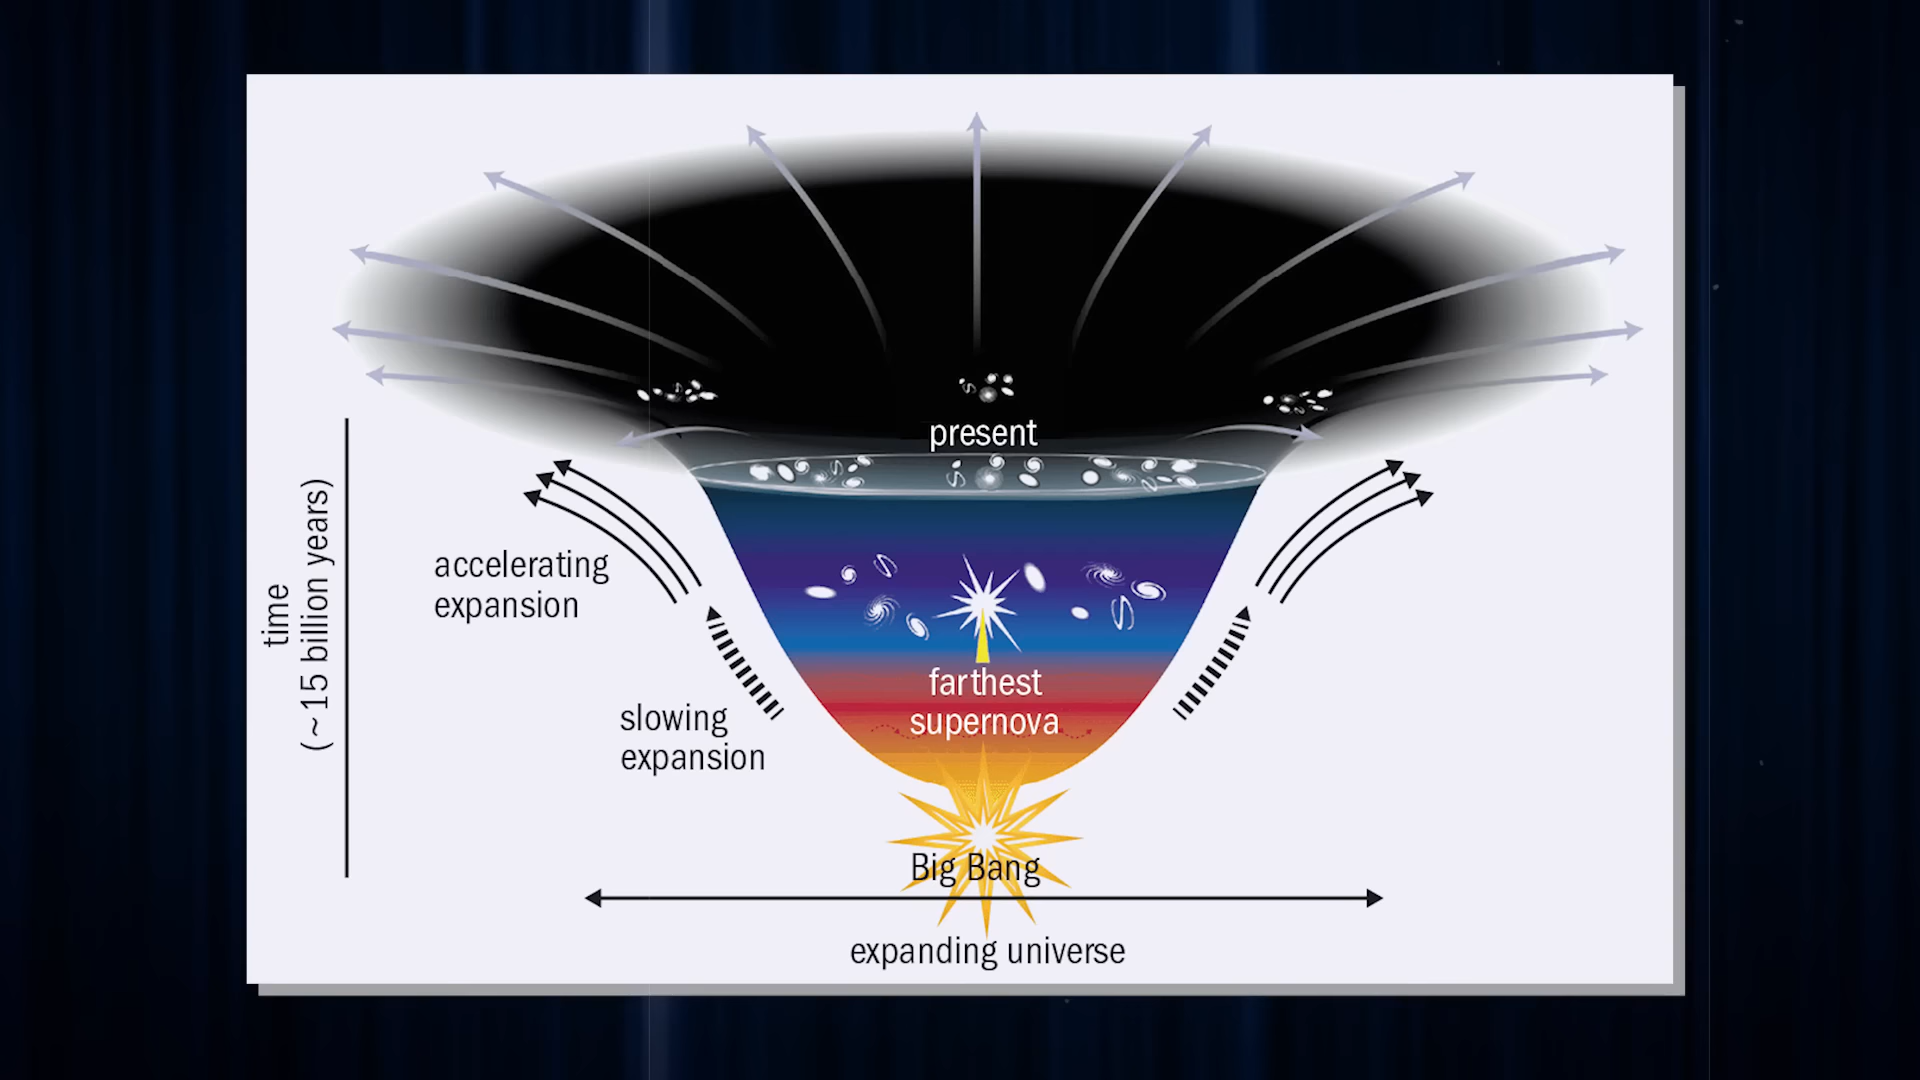 present
time
(~15 billion years)
accelerating
expansion
farthest
supernova
slowing
expansion
Big Bang
expanding universe